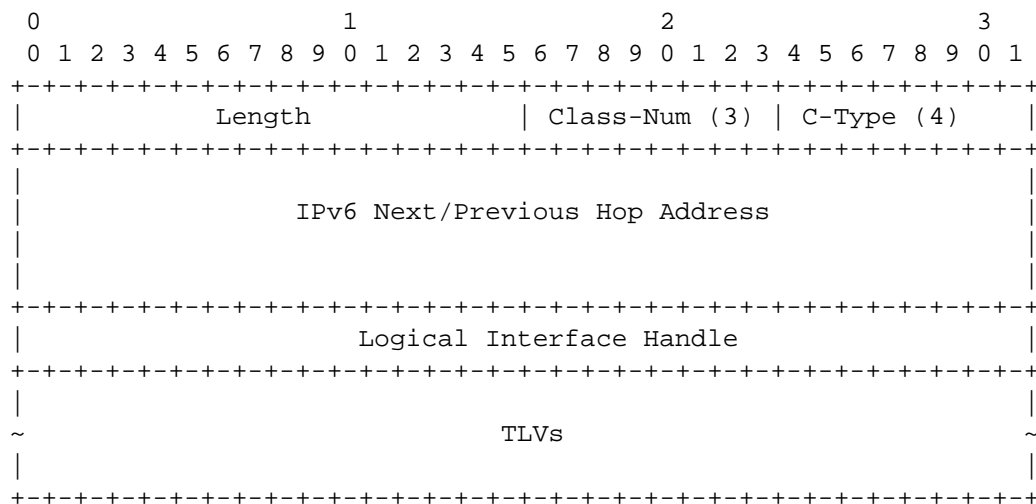 0                   1                   2                   3
 0 1 2 3 4 5 6 7 8 9 0 1 2 3 4 5 6 7 8 9 0 1 2 3 4 5 6 7 8 9 0 1
+-+-+-+-+-+-+-+-+-+-+-+-+-+-+-+-+-+-+-+-+-+-+-+-+-+-+-+-+-+-+-+-+
|            Length             | Class-Num (3) | C-Type (4)    |
+-+-+-+-+-+-+-+-+-+-+-+-+-+-+-+-+-+-+-+-+-+-+-+-+-+-+-+-+-+-+-+-+
|                                                               |
|                 IPv6 Next/Previous Hop Address                |
|                                                               |
|                                                               |
+-+-+-+-+-+-+-+-+-+-+-+-+-+-+-+-+-+-+-+-+-+-+-+-+-+-+-+-+-+-+-+-+
|                     Logical Interface Handle                  |
+-+-+-+-+-+-+-+-+-+-+-+-+-+-+-+-+-+-+-+-+-+-+-+-+-+-+-+-+-+-+-+-+
|                                                               |
~                              TLVs                             ~
|                                                               |
+-+-+-+-+-+-+-+-+-+-+-+-+-+-+-+-+-+-+-+-+-+-+-+-+-+-+-+-+-+-+-+-+